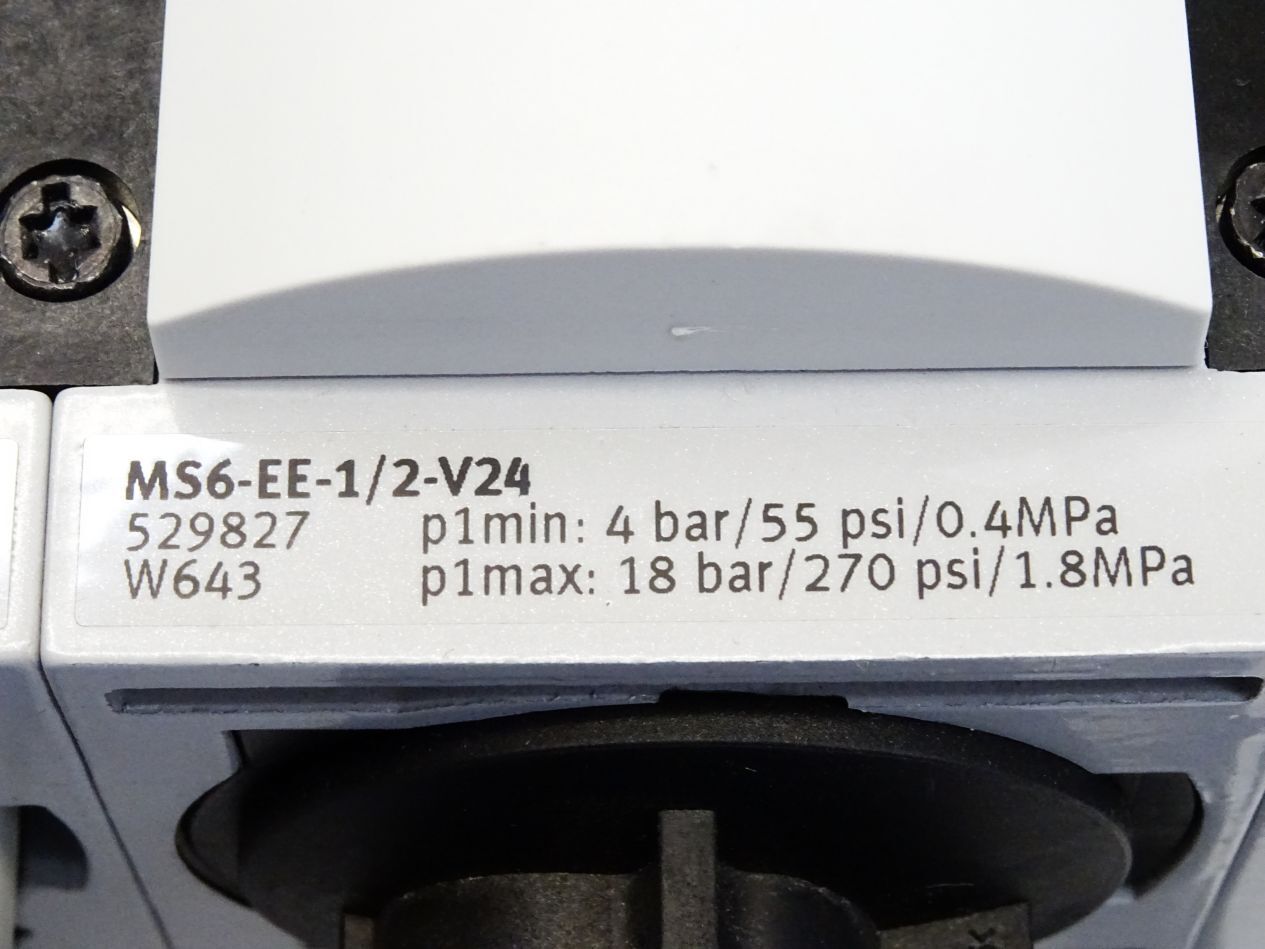 MS6-EE-1/2-V24
529827 p1min: 4 bar/55 psi/0.4MPa
W643 p1max: 18 bar/270 psi/1.8MPa